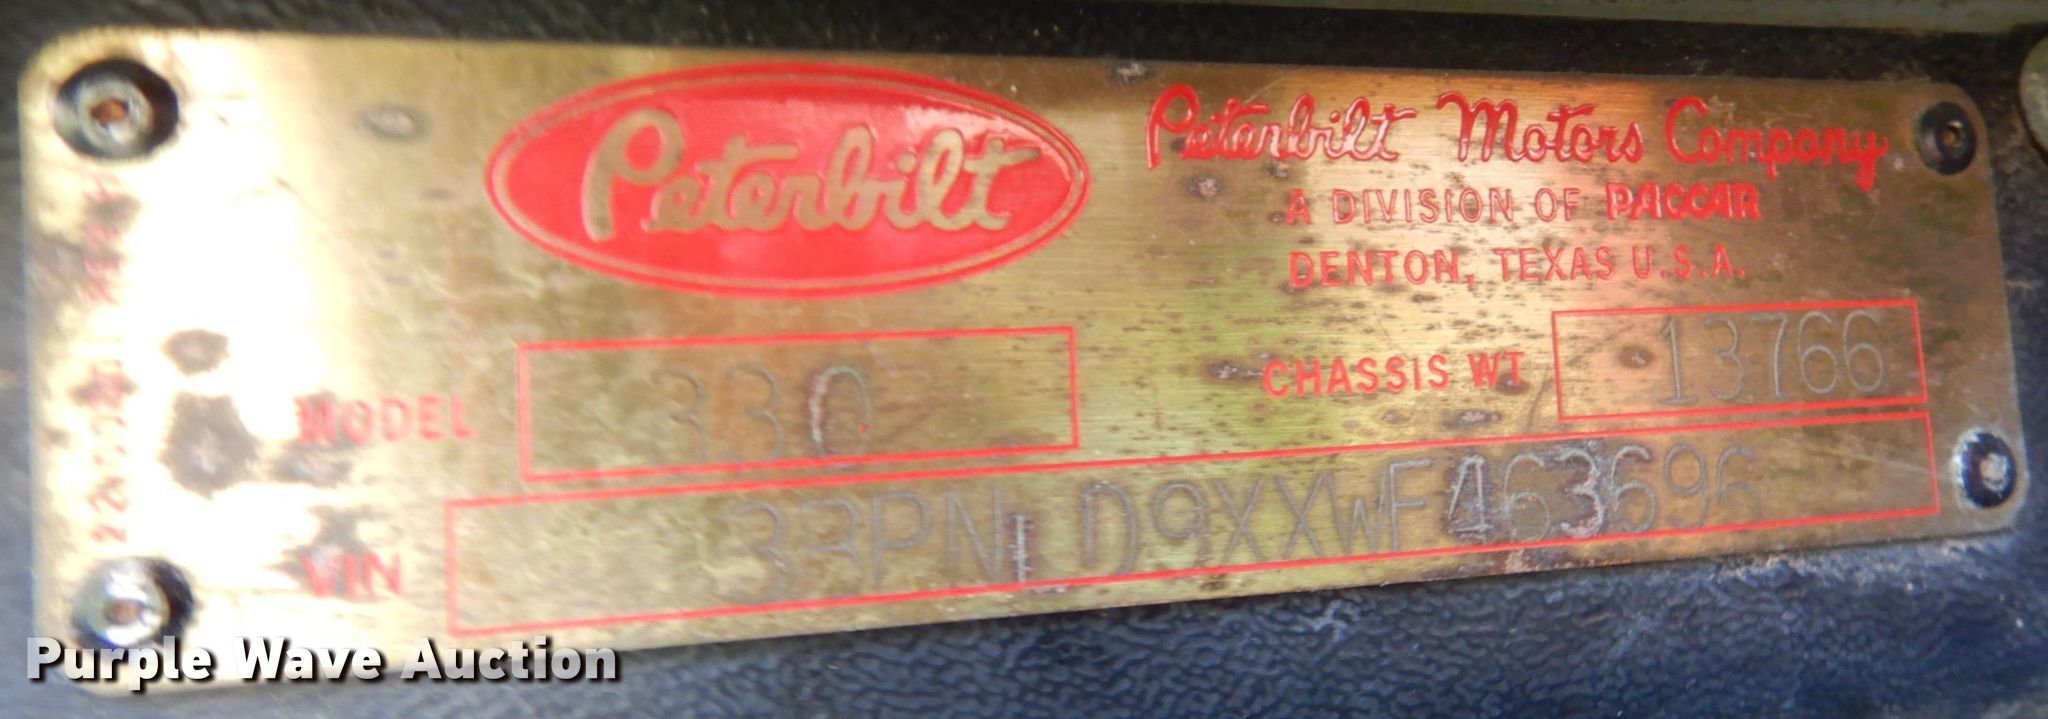 Peterbilt
Peterbilt Motors Company
A DIVISION OF PACCAR
DENTON, TEXAS U.S.A.
MODEL 330
CHASSIS WT 13766
VIN 3BPNLD9XXWF463696
Purple Wave Auction